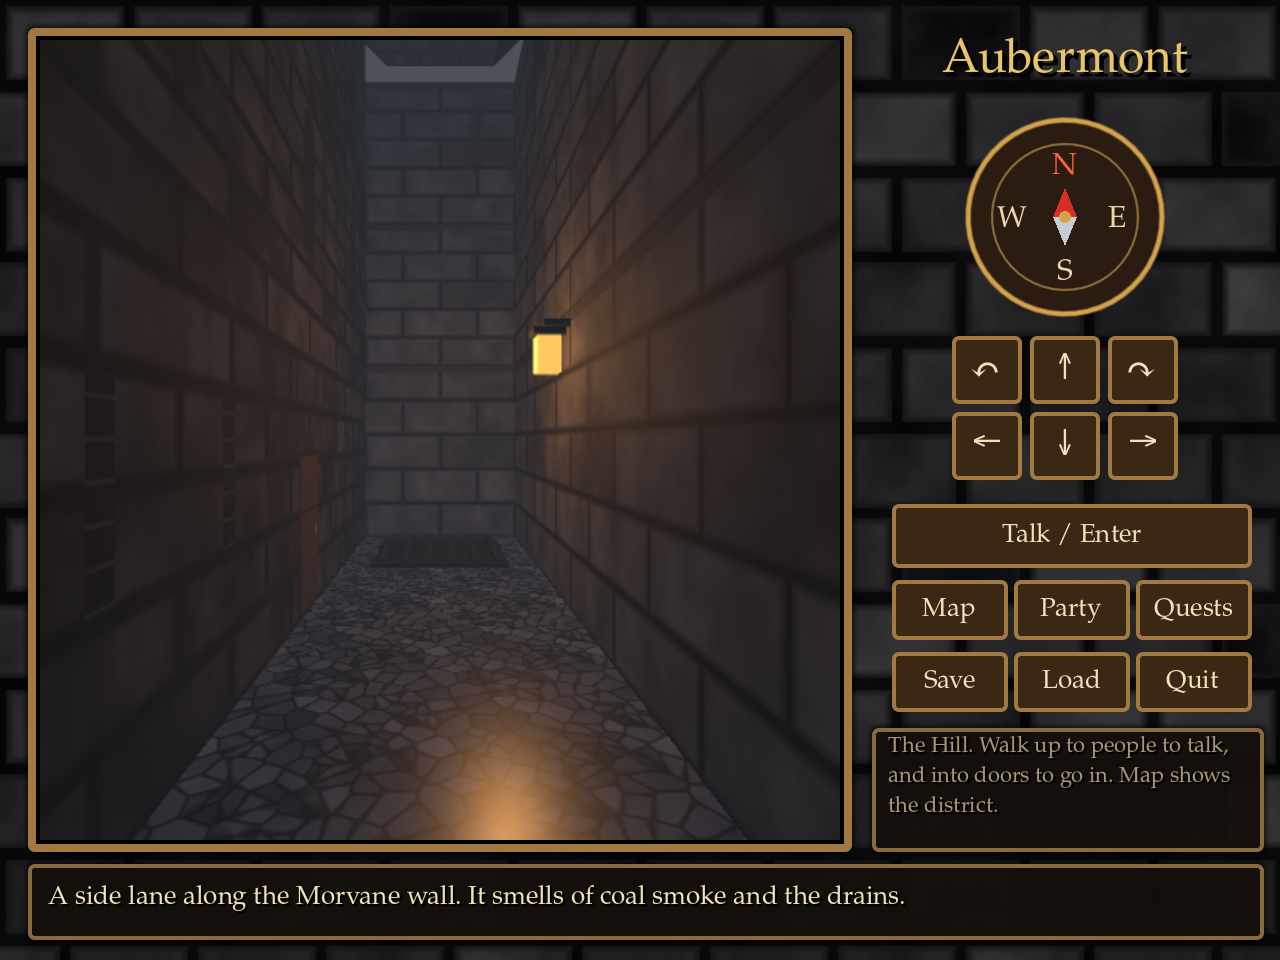 Aubermont
N
W E
S
↶ ↑ ↷
← ↓ →
Talk / Enter
Map Party Quests
Save Load Quit
The Hill. Walk up to people to talk,
and into doors to go in. Map shows
the district.
A side lane along the Morvane wall. It smells of coal smoke and the drains.